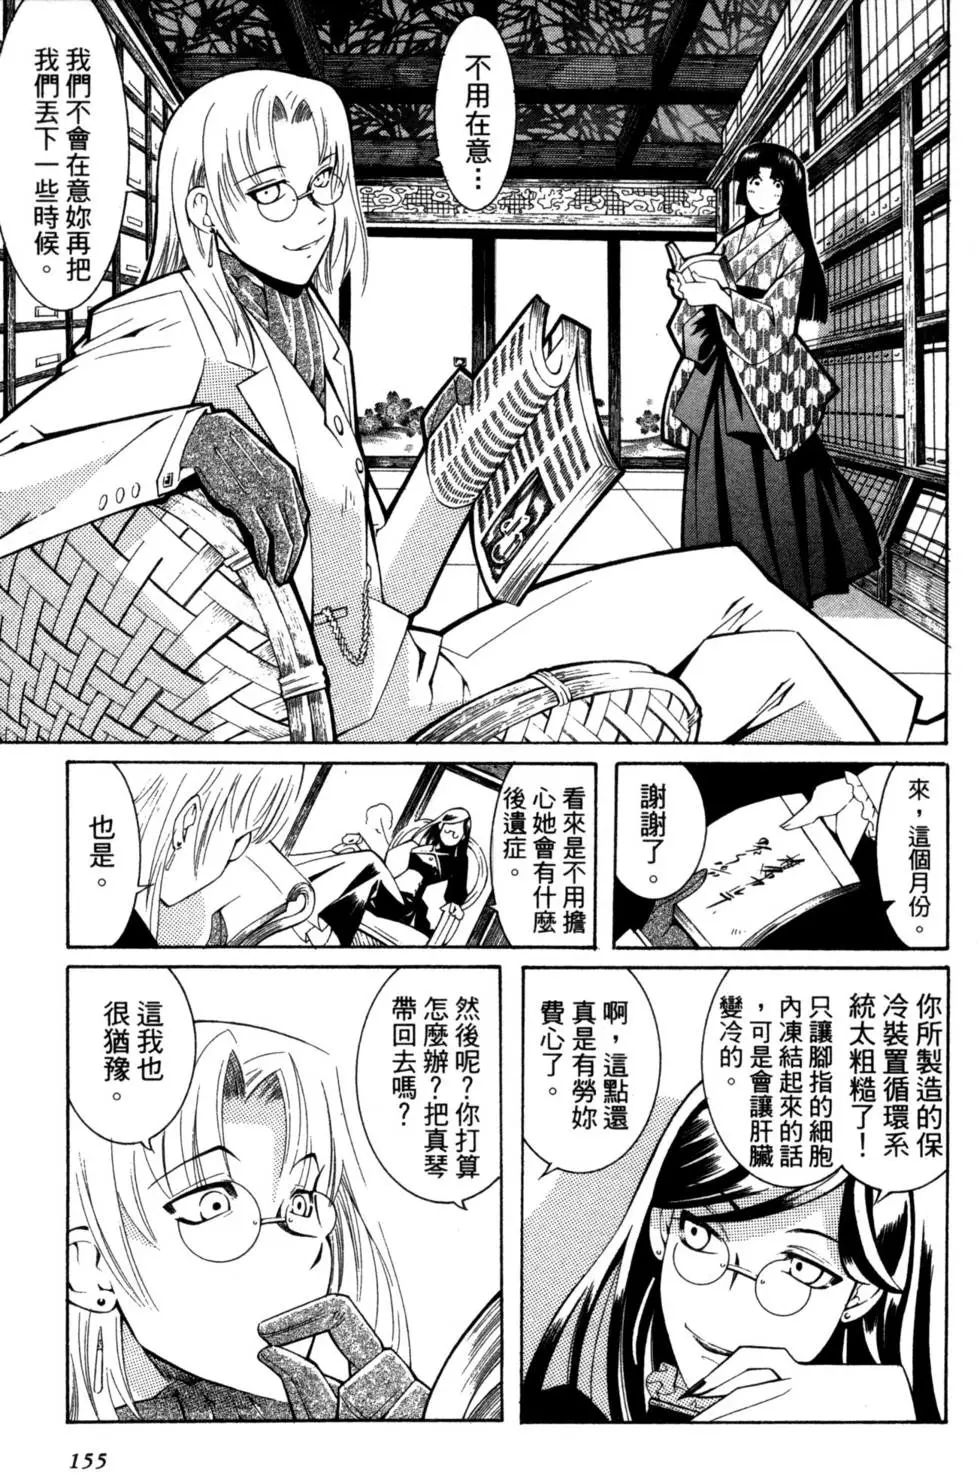 不用在意…
我們不會在意妳再把
我們丟下一些時候。
來，這個月份。
謝謝了。
看來是不用擔
心她會有什麼
後遺症。
也是。
你所製造的保
冷裝置循環系
統太粗糙了！
只讓腳指的細胞
內凍結起來的話
，可是會讓肝臟
變冷的。
啊，這點還
真是有勞妳
費心了。
然後呢？你打算
怎麼辦？把真琴
帶回去嗎？
這我也
很猶豫。
155